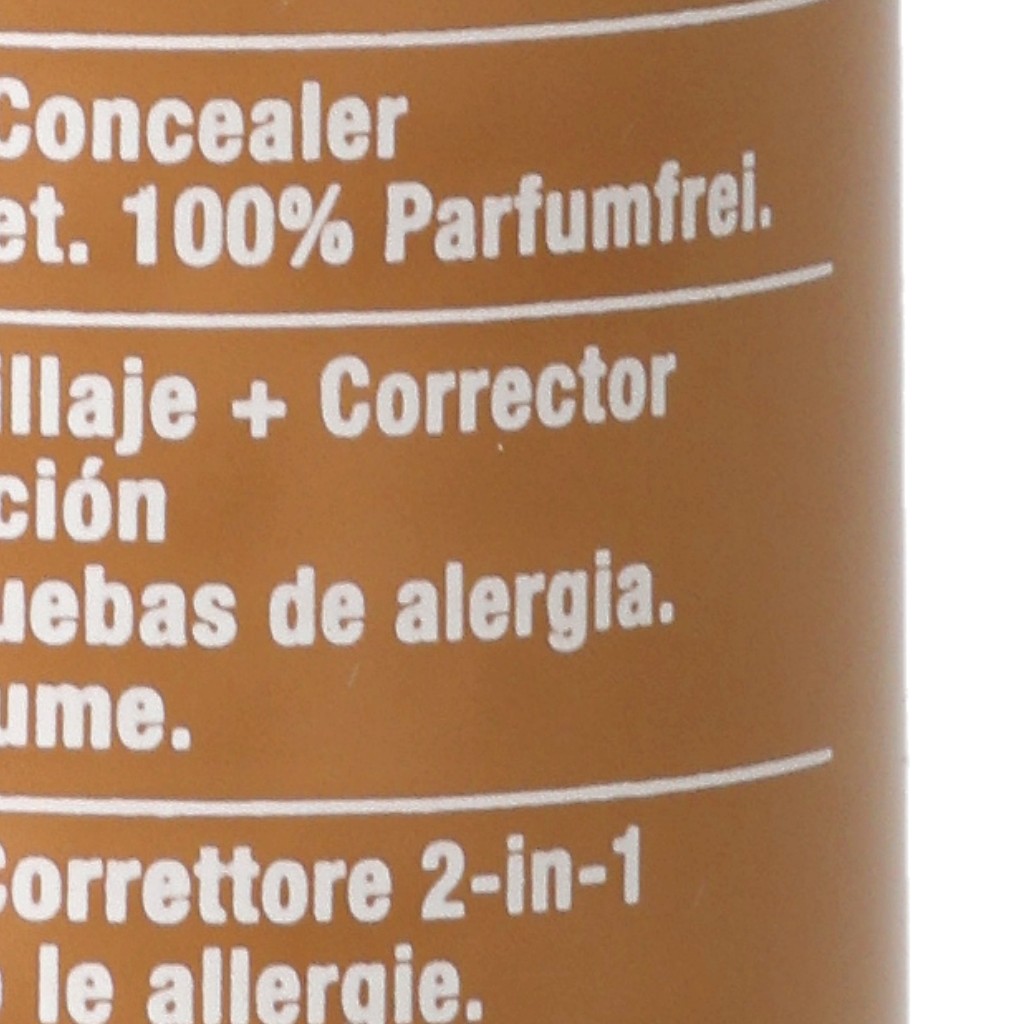 Concealer
et. 100% Parfumfrei.
illaje + Corrector
ción
uebas de alergia.
ume.
Correttore 2-in-1
le allergie.